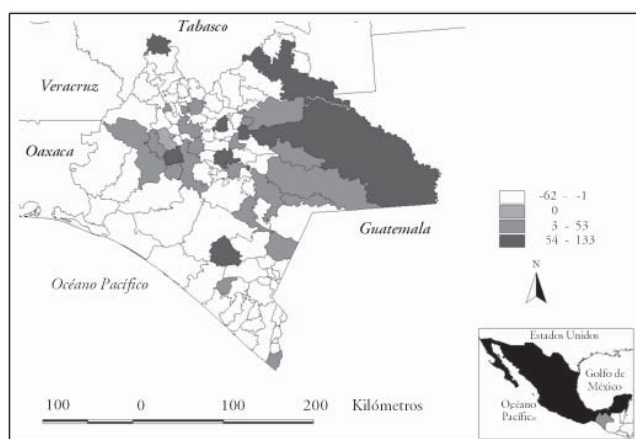 Tabasco
Veracruz
Oaxaca
Guatemala
Océano Pacífico
-62 - -1
0
3 - 53
54 - 133
N
100 0 100 200 Kilómetros
Estados Unidos
Golfo de
México
Océano
Pacífico